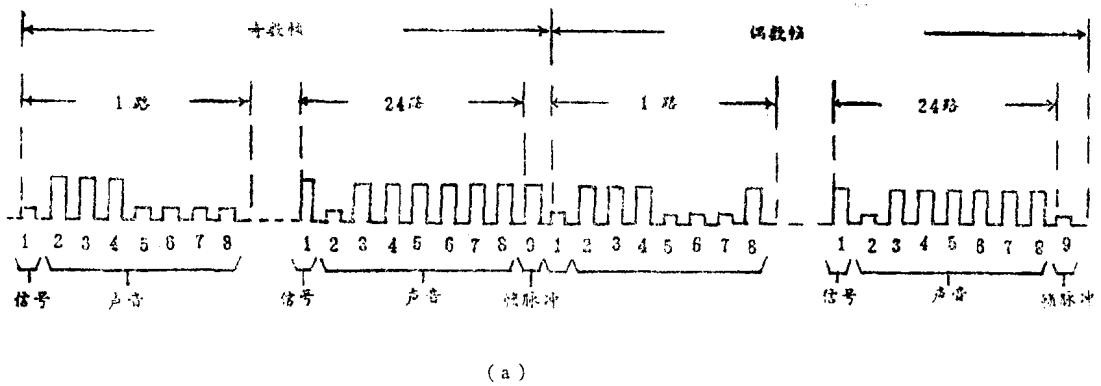 奇数帧 偶数帧
1路 24路 1路 24路
1 2 3 4 5 6 7 8 1 2 3 4 5 6 7 8 9 1 2 3 4 5 6 7 8 1 2 3 4 5 6 7 8 9
信号 声音 信号 声音 帧脉冲 信号 声音 帧脉冲
(a)